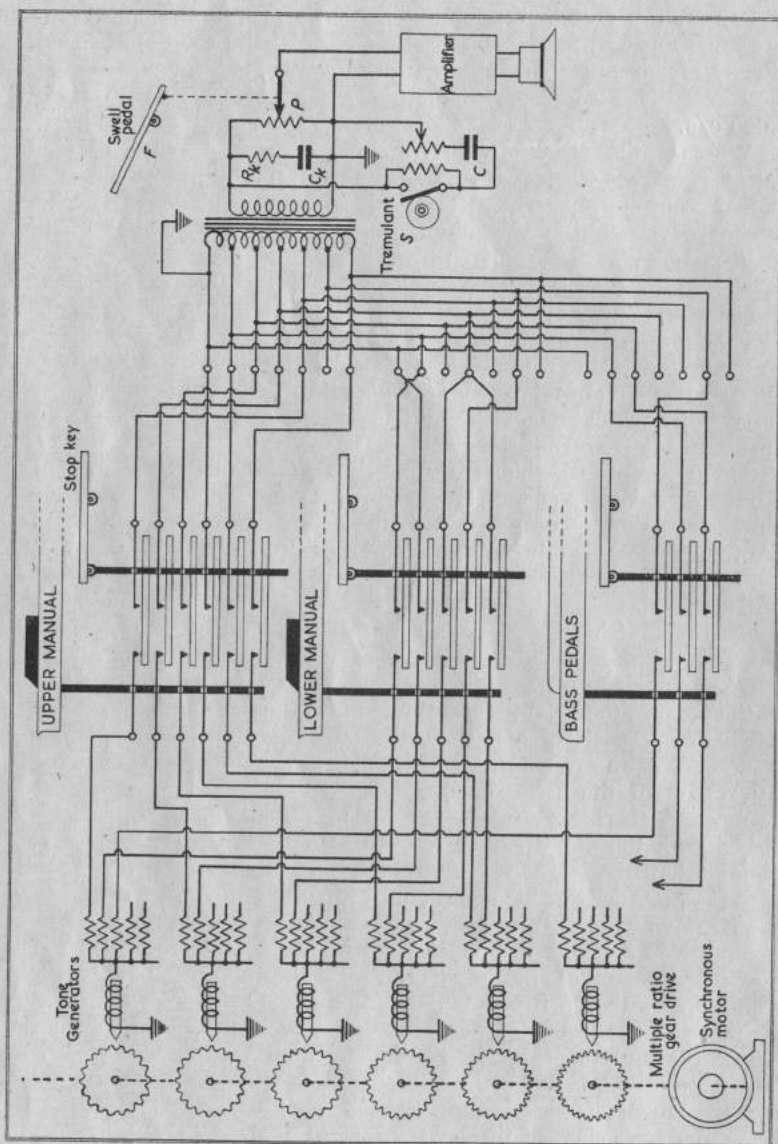 Swell
pedal
F
P
Rk
Ck
Amplifier
Tremulant
S
C
Stop key
UPPER MANUAL
LOWER MANUAL
BASS PEDALS
Tone
Generators
Multiple ratio
gear drive
Synchronous
motor